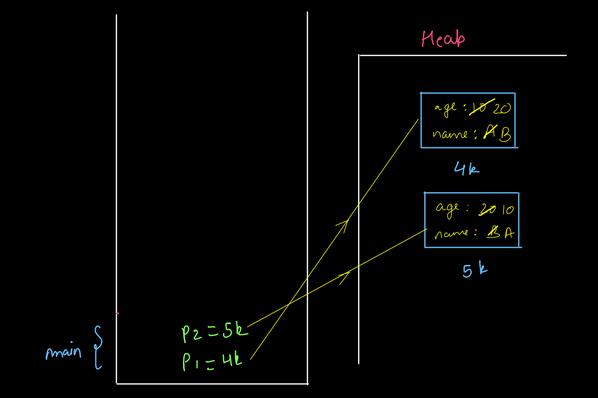 Heap
age : 10 20
name : A B
4k
age : 20 10
name : B A
5k
P2 = 5k
main {
P1 = 4k